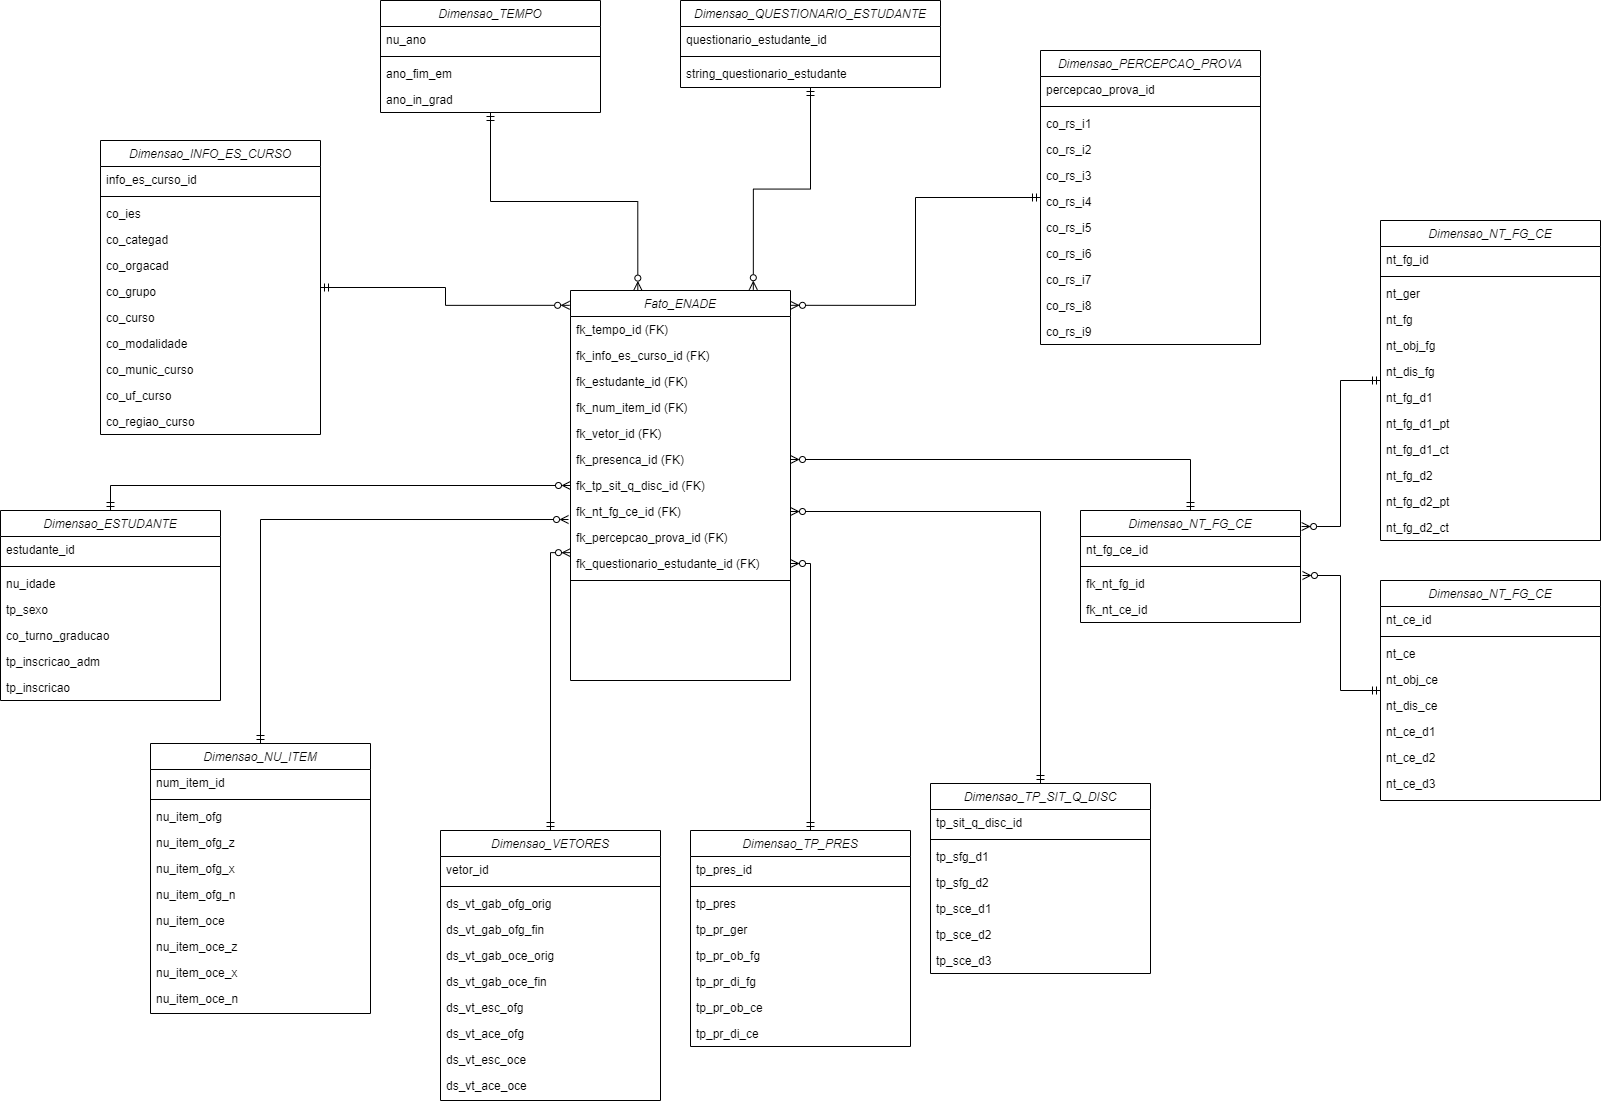 Dimensao_TEMPO
nu_ano
ano_fim_em
ano_in_grad
Dimensao_QUESTIONARIO_ESTUDANTE
questionario_estudante_id
string_questionario_estudante
Dimensao_PERCEPCAO_PROVA
percepcao_prova_id
co_rs_i1
co_rs_i2
co_rs_i3
co_rs_i4
co_rs_i5
co_rs_i6
co_rs_i7
co_rs_i8
co_rs_i9
Dimensao_INFO_ES_CURSO
info_es_curso_id
co_ies
co_categad
co_orgacad
co_grupo
co_curso
co_modalidade
co_munic_curso
co_uf_curso
co_regiao_curso
Dimensao_NT_FG_CE
nt_fg_id
nt_ger
nt_fg
nt_obj_fg
nt_dis_fg
nt_fg_d1
nt_fg_d1_pt
nt_fg_d1_ct
nt_fg_d2
nt_fg_d2_pt
nt_fg_d2_ct
Fato_ENADE
fk_tempo_id (FK)
fk_info_es_curso_id (FK)
fk_estudante_id (FK)
fk_num_item_id (FK)
fk_vetor_id (FK)
fk_presenca_id (FK)
fk_tp_sit_q_disc_id (FK)
fk_nt_fg_ce_id (FK)
fk_percepcao_prova_id (FK)
fk_questionario_estudante_id (FK)
Dimensao_ESTUDANTE
estudante_id
nu_idade
tp_sexo
co_turno_graducao
tp_inscricao_adm
tp_inscricao
Dimensao_NT_FG_CE
nt_fg_ce_id
fk_nt_fg_id
fk_nt_ce_id
Dimensao_NT_FG_CE
nt_ce_id
nt_ce
nt_obj_ce
nt_dis_ce
nt_ce_d1
nt_ce_d2
nt_ce_d3
Dimensao_NU_ITEM
num_item_id
nu_item_ofg
nu_item_ofg_z
nu_item_ofg_x
nu_item_ofg_n
nu_item_oce
nu_item_oce_z
nu_item_oce_x
nu_item_oce_n
Dimensao_VETORES
vetor_id
ds_vt_gab_ofg_orig
ds_vt_gab_ofg_fin
ds_vt_gab_oce_orig
ds_vt_gab_oce_fin
ds_vt_esc_ofg
ds_vt_ace_ofg
ds_vt_esc_oce
ds_vt_ace_oce
Dimensao_TP_PRES
tp_pres_id
tp_pres
tp_pr_ger
tp_pr_ob_fg
tp_pr_di_fg
tp_pr_ob_ce
tp_pr_di_ce
Dimensao_TP_SIT_Q_DISC
tp_sit_q_disc_id
tp_sfg_d1
tp_sfg_d2
tp_sce_d1
tp_sce_d2
tp_sce_d3